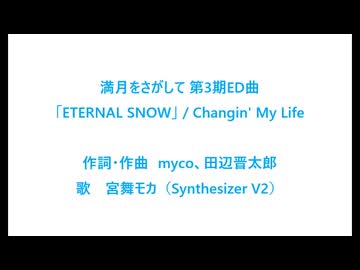 満月をさがして 第3期ED曲
「ETERNAL SNOW」 / Changin' My Life
作詞・作曲　myco、田辺晋太郎
歌　宮舞モカ （Synthesizer V2）